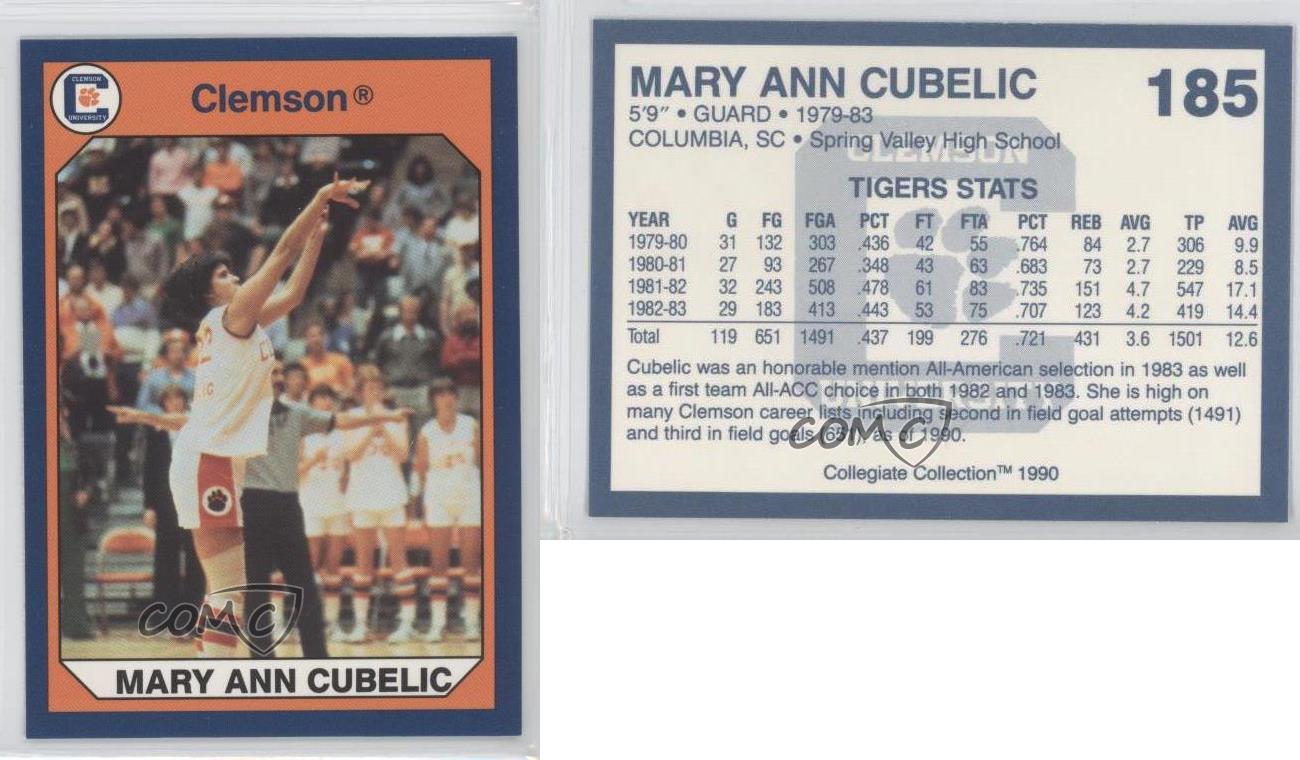 CLEMSON
UNIVERSITY
Clemson®
COMC
MARY ANN CUBELIC
MARY ANN CUBELIC 185
5'9" • GUARD • 1979-83
COLUMBIA, SC • Spring Valley High School
CLEMSON
TIGERS STATS
YEAR G FG FGA PCT FT FTA PCT REB AVG TP AVG
1979-80 31 132 303 .436 42 55 .764 84 2.7 306 9.9
1980-81 27 93 267 .348 43 63 .683 73 2.7 229 8.5
1981-82 32 243 508 .478 61 83 .735 151 4.7 547 17.1
1982-83 29 183 413 .443 53 75 .707 123 4.2 419 14.4
Total 119 651 1491 .437 199 276 .721 431 3.6 1501 12.6
Cubelic was an honorable mention All-American selection in 1983 as well
as a first team All-ACC choice in both 1982 and 1983. She is high on
many Clemson career lists including second in field goal attempts (1491)
and third in field goals (651) as of 1990.
COMC
Collegiate Collection™ 1990